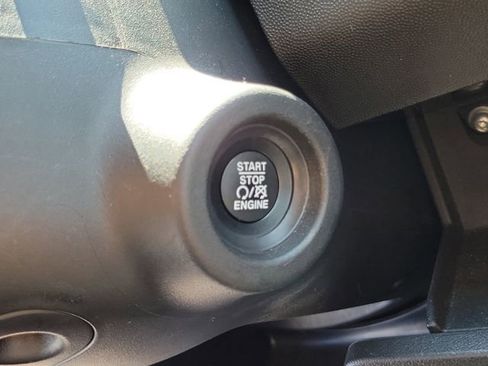 START
STOP
/
ENGINE